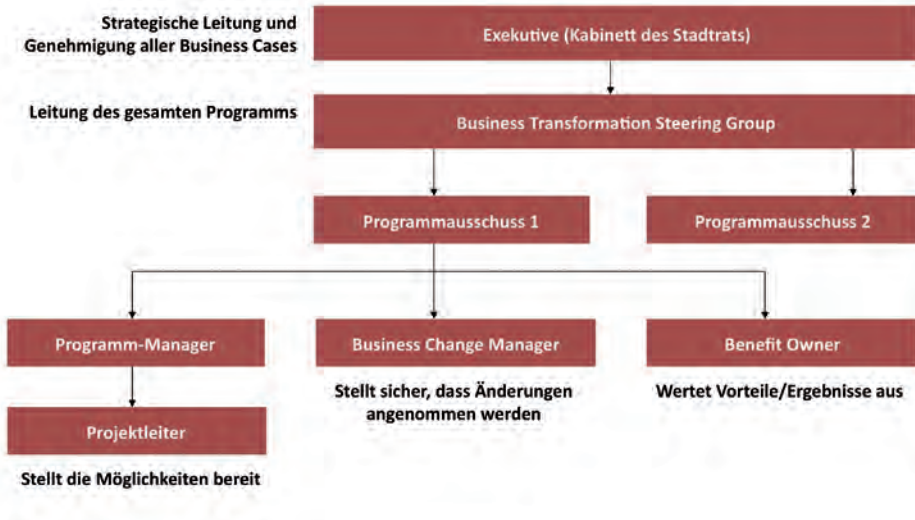 Strategische Leitung und
Genehmigung aller Business Cases
Exekutive (Kabinett des Stadtrats)
Leitung des gesamten Programms
Business Transformation Steering Group
Programmausschuss 1
Programmausschuss 2
Programm-Manager
Business Change Manager
Benefit Owner
Stellt sicher, dass Änderungen
angenommen werden
Wertet Vorteile/Ergebnisse aus
Projektleiter
Stellt die Möglichkeiten bereit